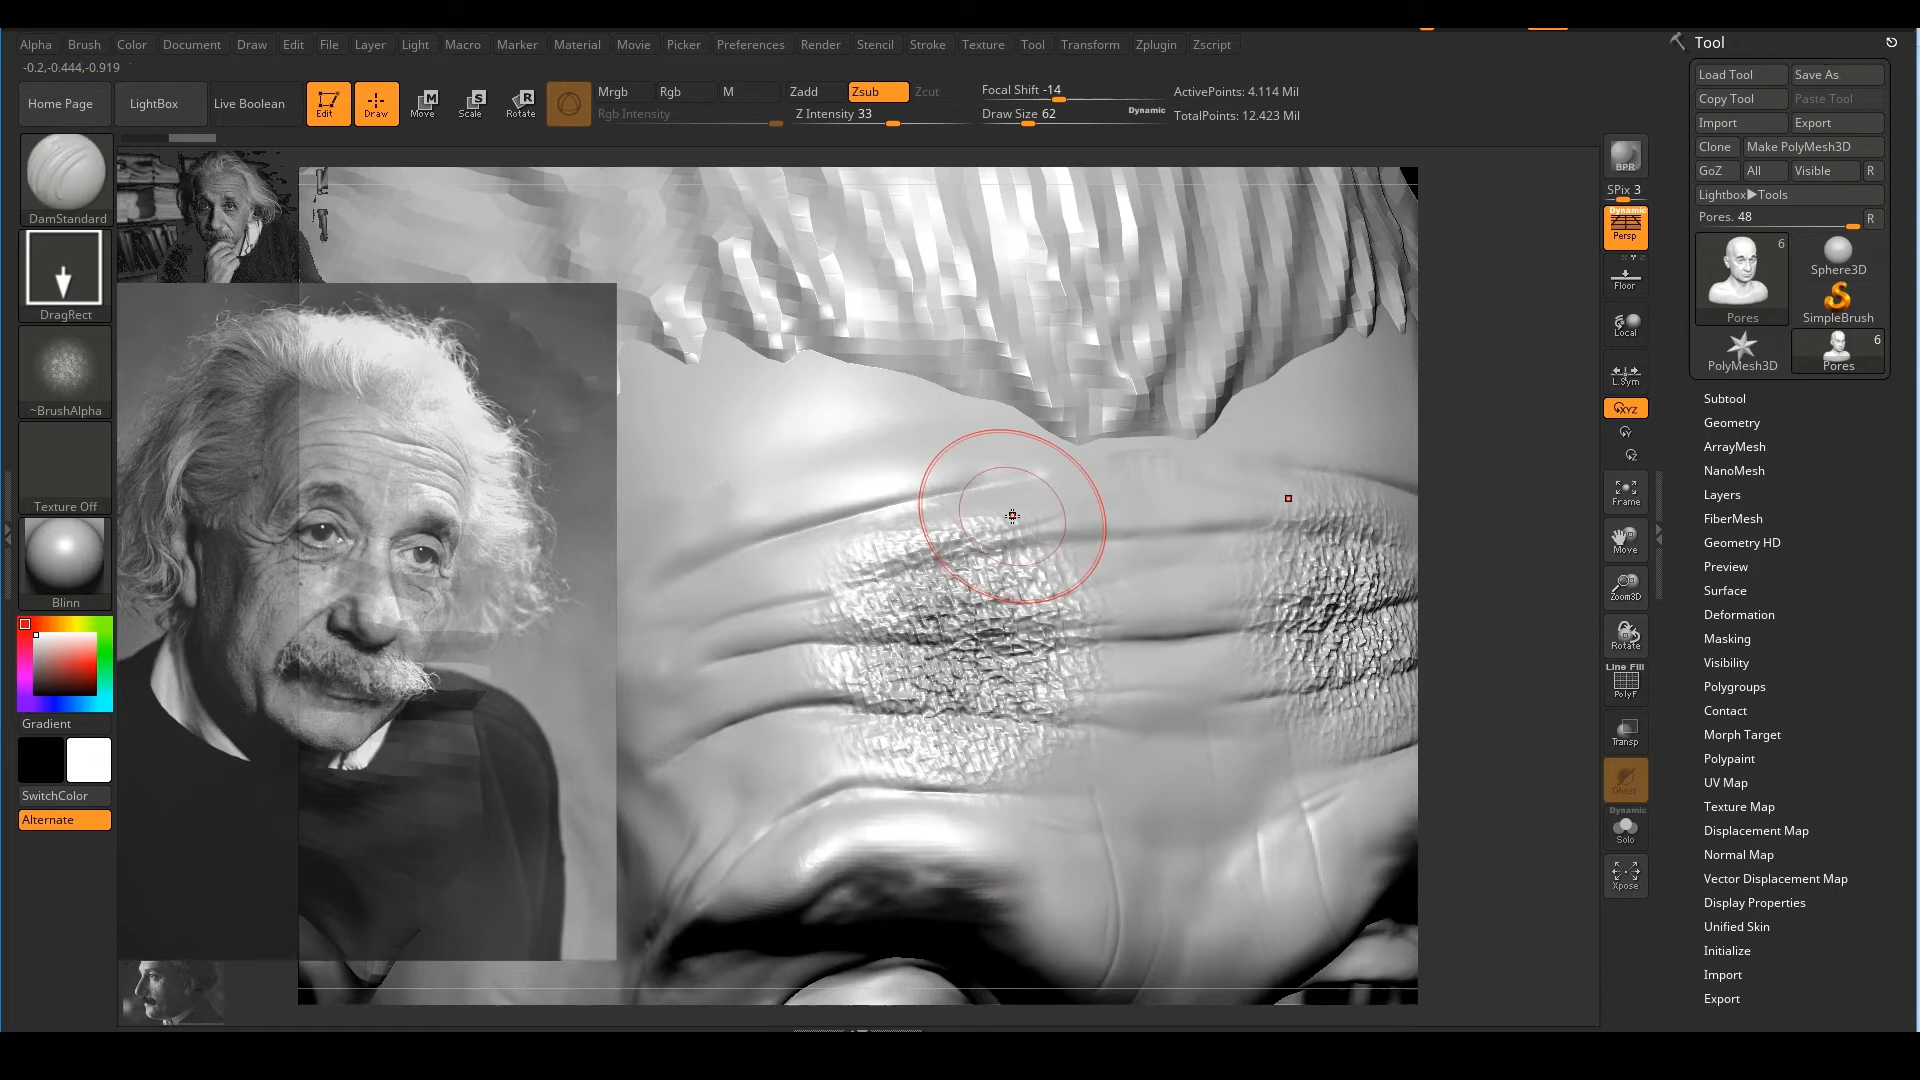 Alpha Brush Color Document Draw Edit File Layer Light Macro Marker Material Movie Picker Preferences Render Stencil Stroke Texture Tool Transform Zplugin Zscript
-0.2,-0.444,-0.919
Home Page LightBox Live Boolean Edit Draw Move Scale Rotate
M S R
Mrgb Rgb M Zadd Zsub Zcut Focal Shift -14 ActivePoints: 4.114 Mil
Rgb Intensity Z Intensity 33 Draw Size 62 Dynamic TotalPoints: 12.423 Mil
DamStandard
DragRect
~BrushAlpha
Texture Off
Blinn
Gradient
SwitchColor
Alternate
BPR
SPix 3
Dynamic
Persp
Floor
Local
L.Sym
XYZ
Y
Z
Frame
Move
Zoom3D
Rotate
Line Fill
PolyF
Transp
Ghost
Dynamic
Solo
Xpose
Tool
Load Tool Save As
Copy Tool Paste Tool
Import Export
Clone Make PolyMesh3D
GoZ All Visible R
Lightbox▶Tools
Pores. 48 R
6
Pores
Sphere3D
SimpleBrush
PolyMesh3D
6
Pores
Subtool
Geometry
ArrayMesh
NanoMesh
Layers
FiberMesh
Geometry HD
Preview
Surface
Deformation
Masking
Visibility
Polygroups
Contact
Morph Target
Polypaint
UV Map
Texture Map
Displacement Map
Normal Map
Vector Displacement Map
Display Properties
Unified Skin
Initialize
Import
Export